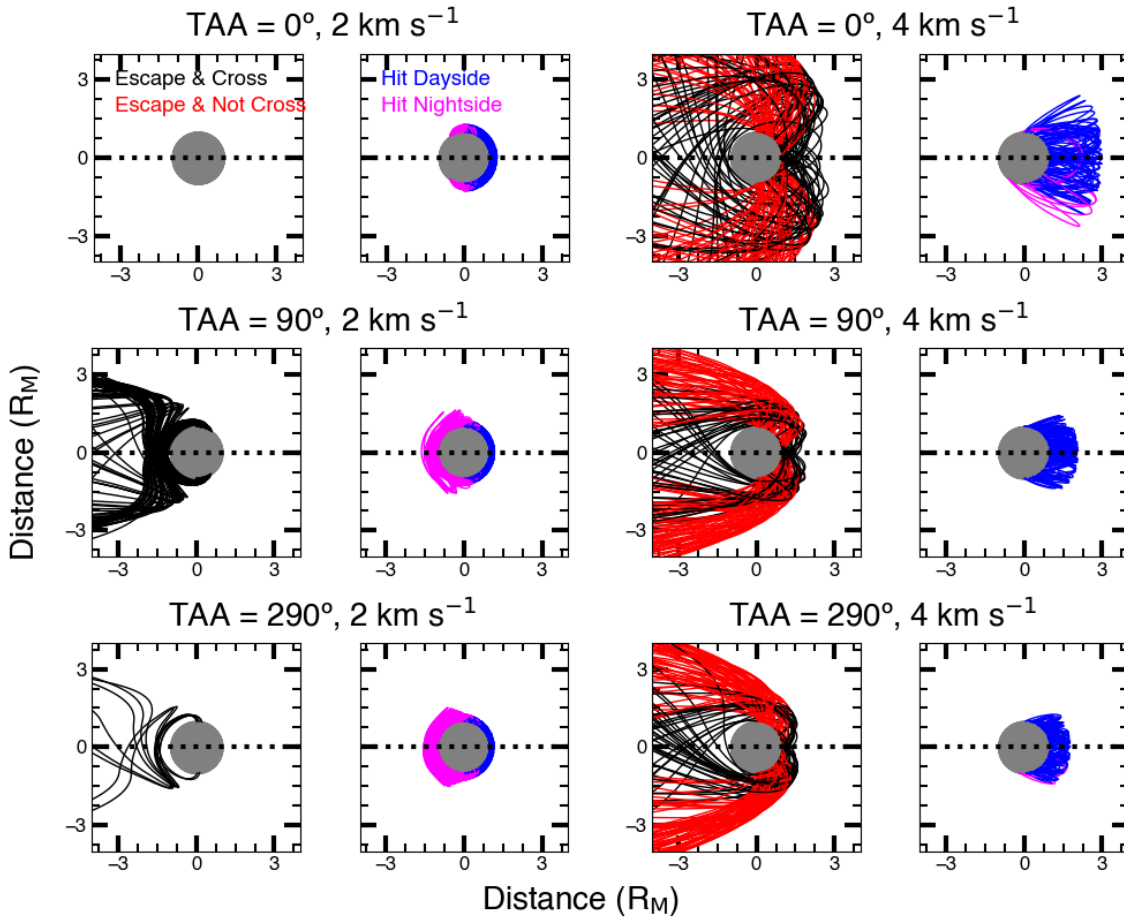 TAA = 0º, 2 km s⁻¹
TAA = 0º, 4 km s⁻¹
Escape & Cross
Escape & Not Cross
Hit Dayside
Hit Nightside
3
0
−3
−3 0 3
−3 0 3
3
0
−3
−3 0 3
−3 0 3
TAA = 90º, 2 km s⁻¹
TAA = 90º, 4 km s⁻¹
3
0
−3
−3 0 3
−3 0 3
3
0
−3
−3 0 3
−3 0 3
TAA = 290º, 2 km s⁻¹
TAA = 290º, 4 km s⁻¹
3
0
−3
−3 0 3
−3 0 3
3
0
−3
−3 0 3
−3 0 3
Distance (R_M)
Distance (R_M)